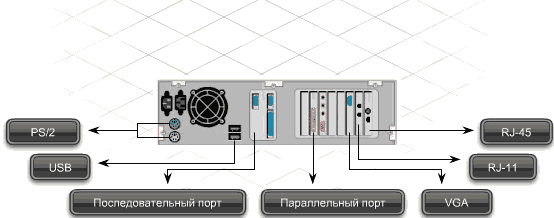 PS/2
RJ-45
USB
RJ-11
Последовательный порт
Параллельный порт
VGA